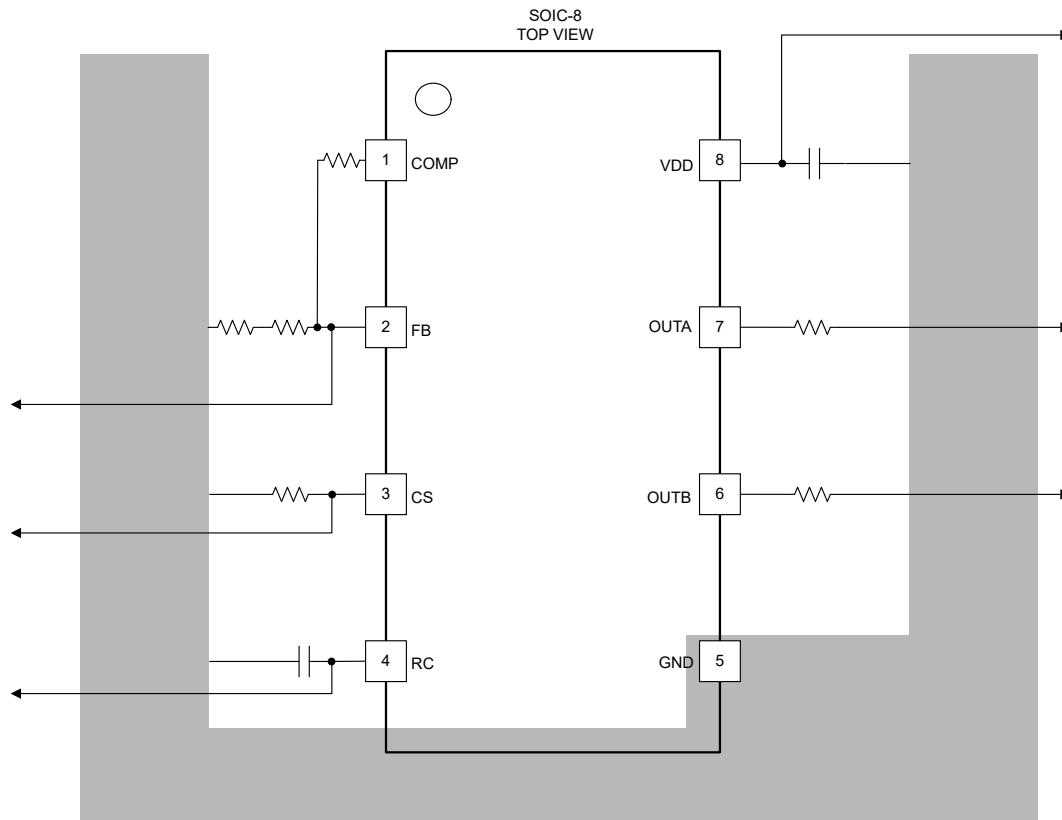 SOIC-8
TOP VIEW
1 COMP
2 FB
3 CS
4 RC
VDD 8
OUTA 7
OUTB 6
GND 5